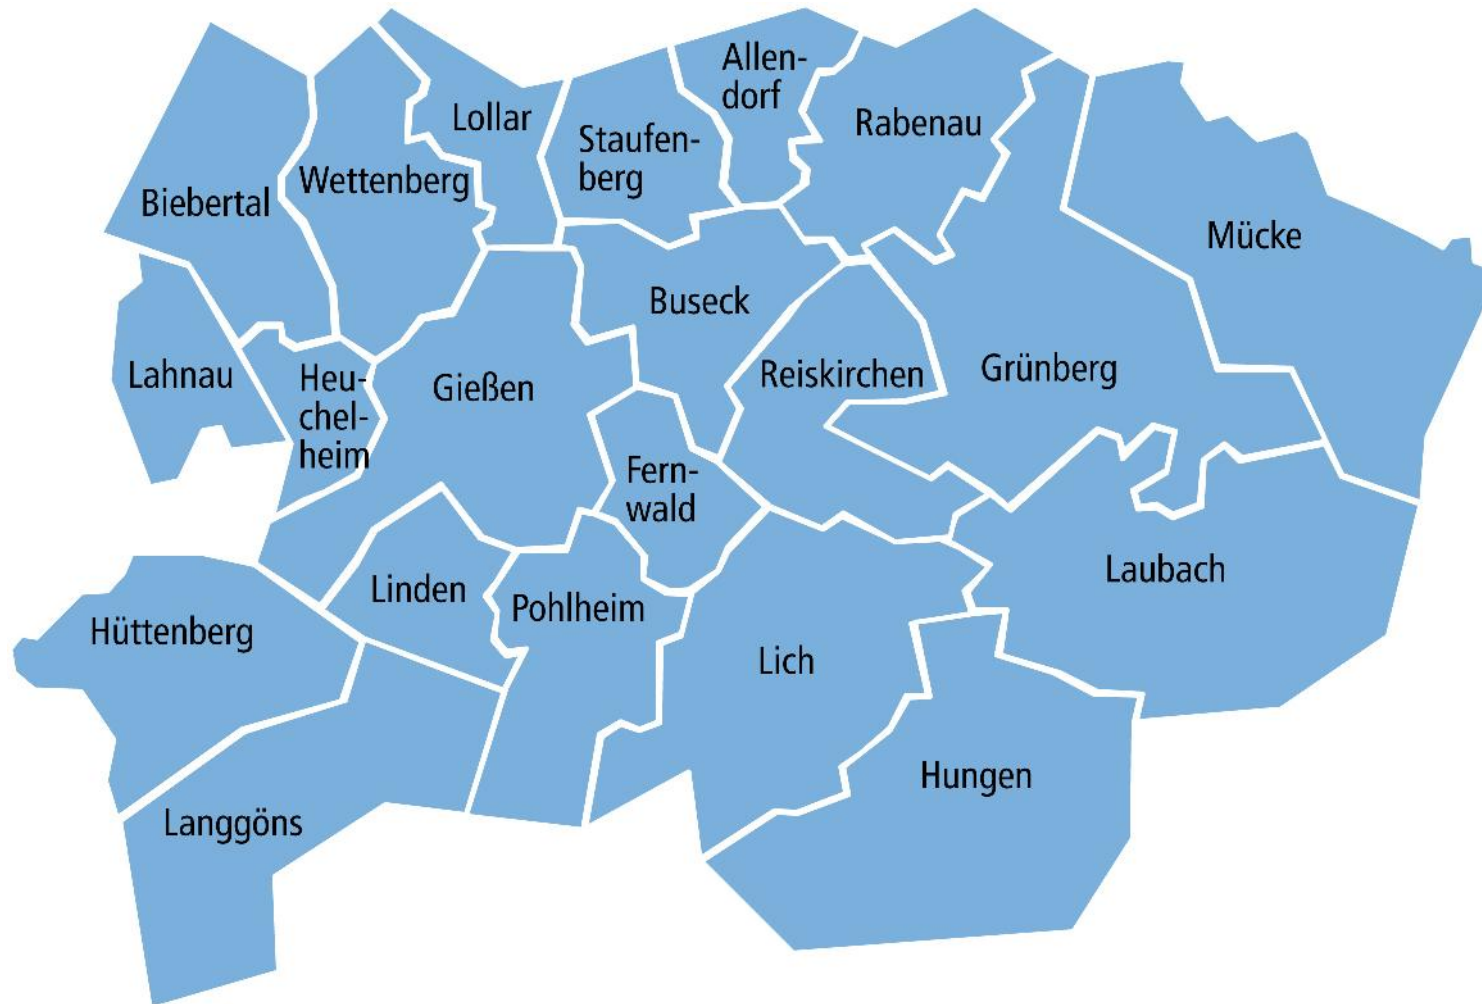 Allen-
dorf
Lollar
Rabenau
Staufen-
berg
Wettenberg
Biebertal
Mücke
Buseck
Lahnau
Heu-
chel-
heim
Gießen
Reiskirchen
Grünberg
Fern-
wald
Linden
Pohlheim
Laubach
Hüttenberg
Lich
Hungen
Langgöns